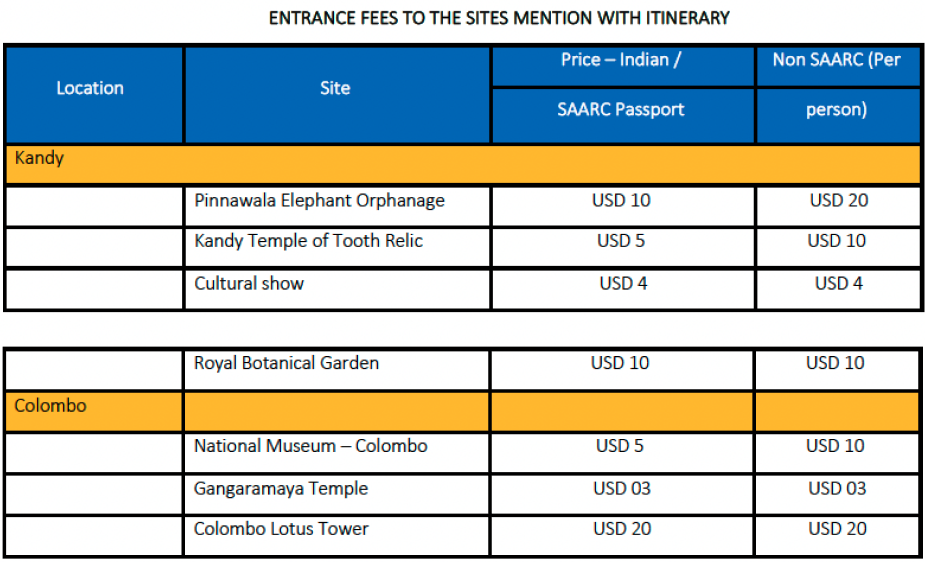 ENTRANCE FEES TO THE SITES MENTION WITH ITINERARY
Location Site Price – Indian / SAARC Passport Non SAARC (Per person)
Kandy
Pinnawala Elephant Orphanage USD 10 USD 20
Kandy Temple of Tooth Relic USD 5 USD 10
Cultural show USD 4 USD 4
Royal Botanical Garden USD 10 USD 10
Colombo
National Museum – Colombo USD 5 USD 10
Gangaramaya Temple USD 03 USD 03
Colombo Lotus Tower USD 20 USD 20